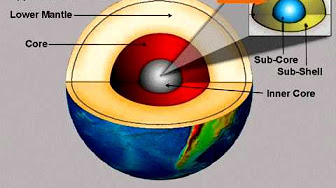 Lower Mantle
Core
Sub-Core
Sub-Shell
Inner Core